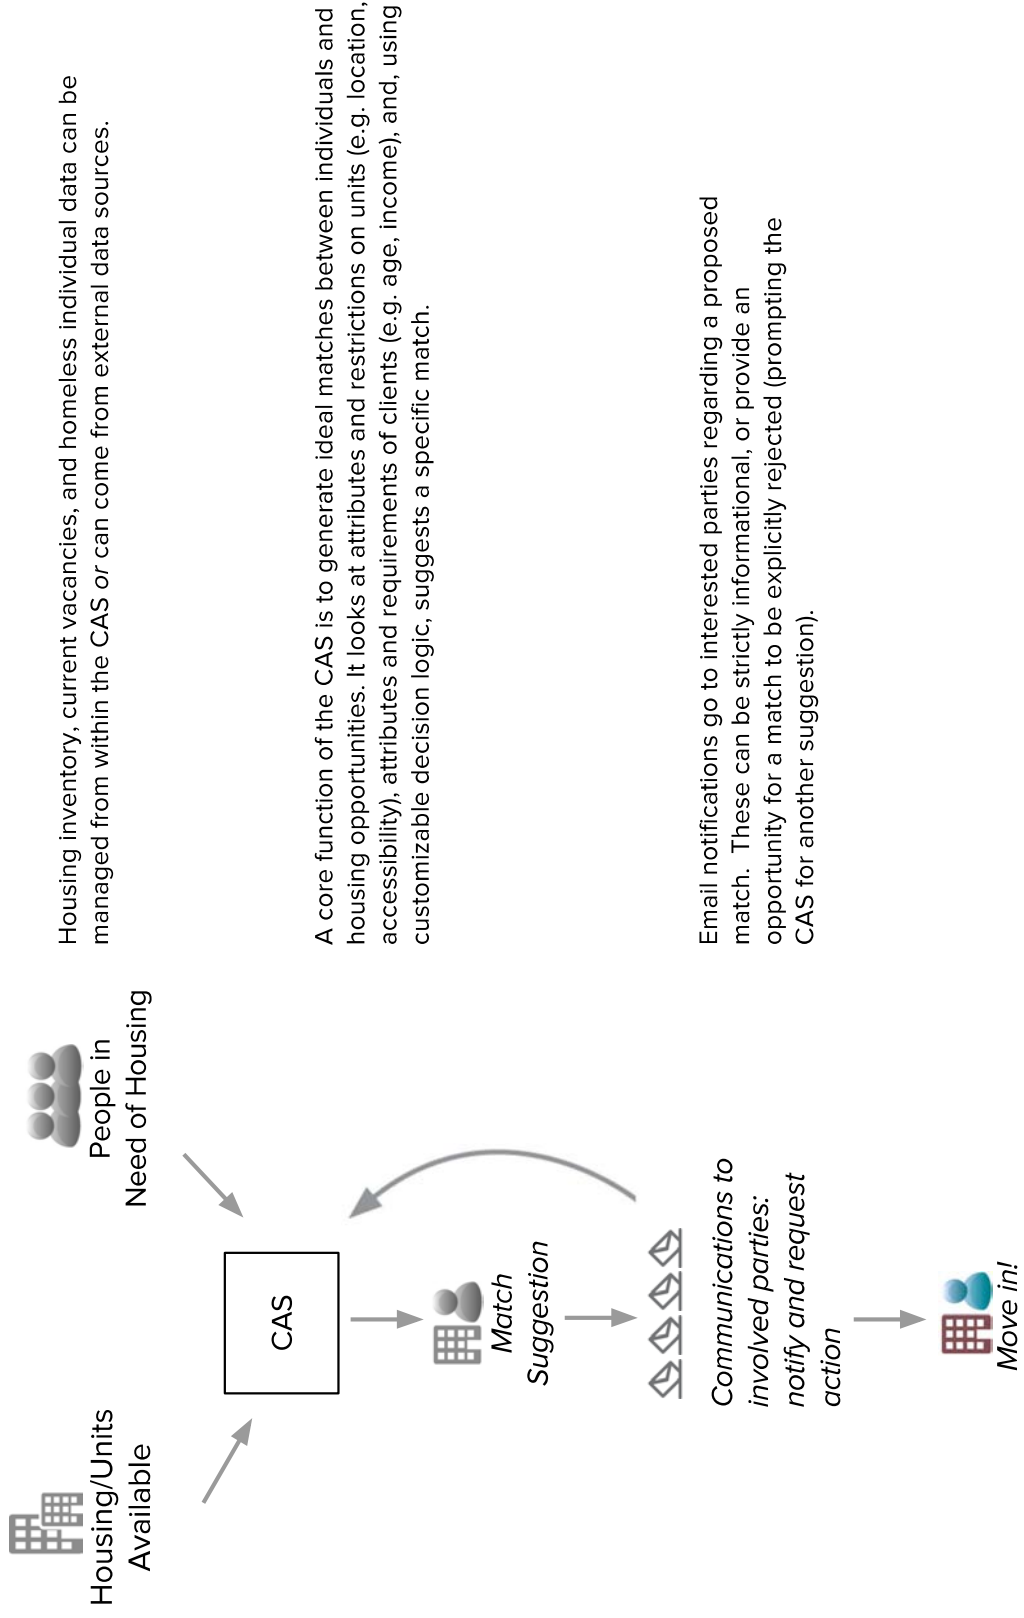 Housing/Units
Available
People in
Need of Housing
Housing inventory, current vacancies, and homeless individual data can be
managed from within the CAS or can come from external data sources.
CAS
A core function of the CAS is to generate ideal matches between individuals and
housing opportunities. It looks at attributes and restrictions on units (e.g. location,
accessibility), attributes and requirements of clients (e.g. age, income), and, using
customizable decision logic, suggests a specific match.
Match
Suggestion
Communications to
involved parties:
notify and request
action
Email notifications go to interested parties regarding a proposed
match.  These can be strictly informational, or provide an
opportunity for a match to be explicitly rejected (prompting the
CAS for another suggestion).
Move in!